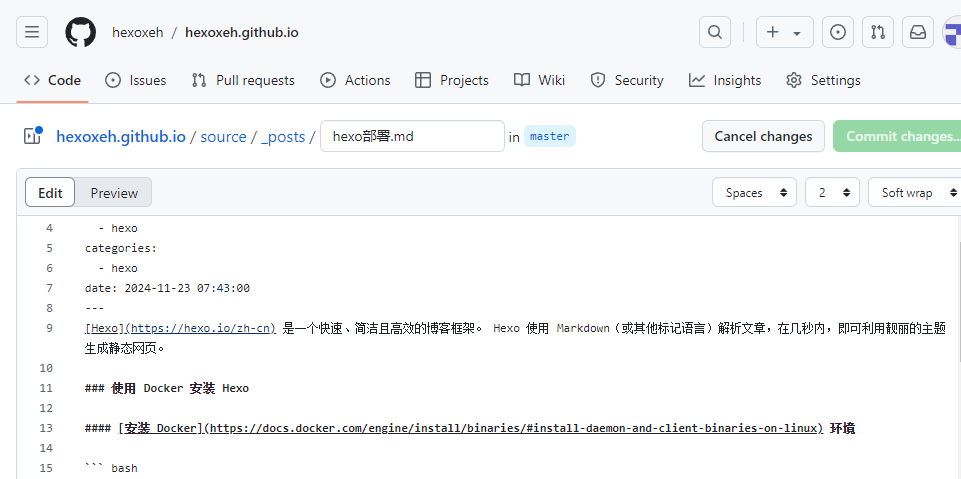 hexoxeh / hexoxeh.github.io
Code Issues Pull requests Actions Projects Wiki Security Insights Settings
hexoxeh.github.io / source / _posts / hexo部署.md in master Cancel changes Commit changes...
Edit Preview Spaces 2 Soft wrap
4 - hexo
5 categories:
6 - hexo
7 date: 2024-11-23 07:43:00
8 ---
9 [Hexo](https://hexo.io/zh-cn) 是一个快速、简洁且高效的博客框架。 Hexo 使用 Markdown（或其他标记语言）解析文章，在几秒内，即可利用靓丽的主题
生成静态网页。
10
11 ### 使用 Docker 安装 Hexo
12
13 #### [安装 Docker](https://docs.docker.com/engine/install/binaries/#install-daemon-and-client-binaries-on-linux) 环境
14
15 ``` bash